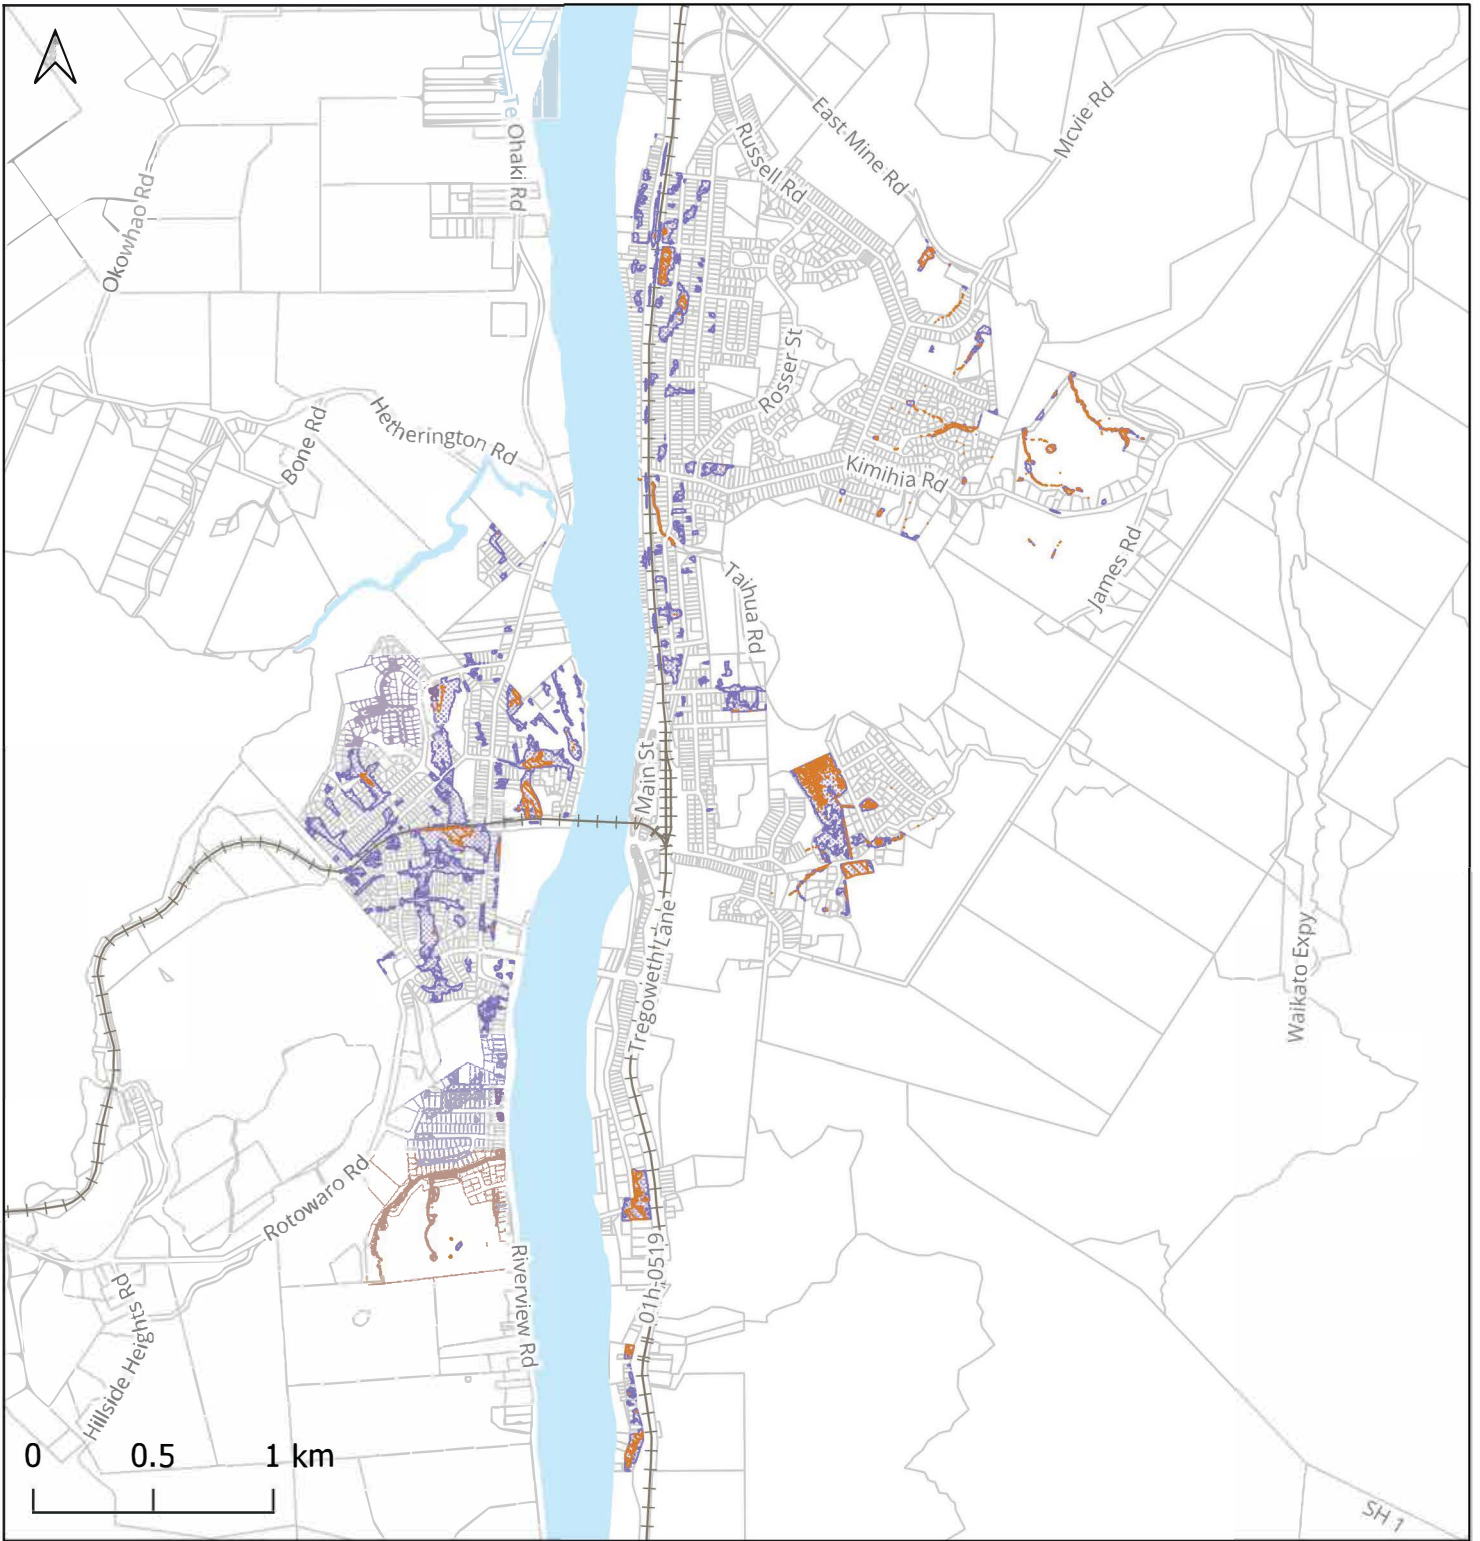 Te Ohaki Rd
Okowhao Rd
Russell Rd
East Mine Rd
Mcvie Rd
Rosser St
Bone Rd
Hetherington Rd
Kimihia Rd
James Rd
Taihua Rd
Main St
Tregoweth Lane
Waikato Expy
Rotowaro Rd
Riverview Rd
01h-0519
Hillside Heights Rd
0 0.5 1 km
SH 1